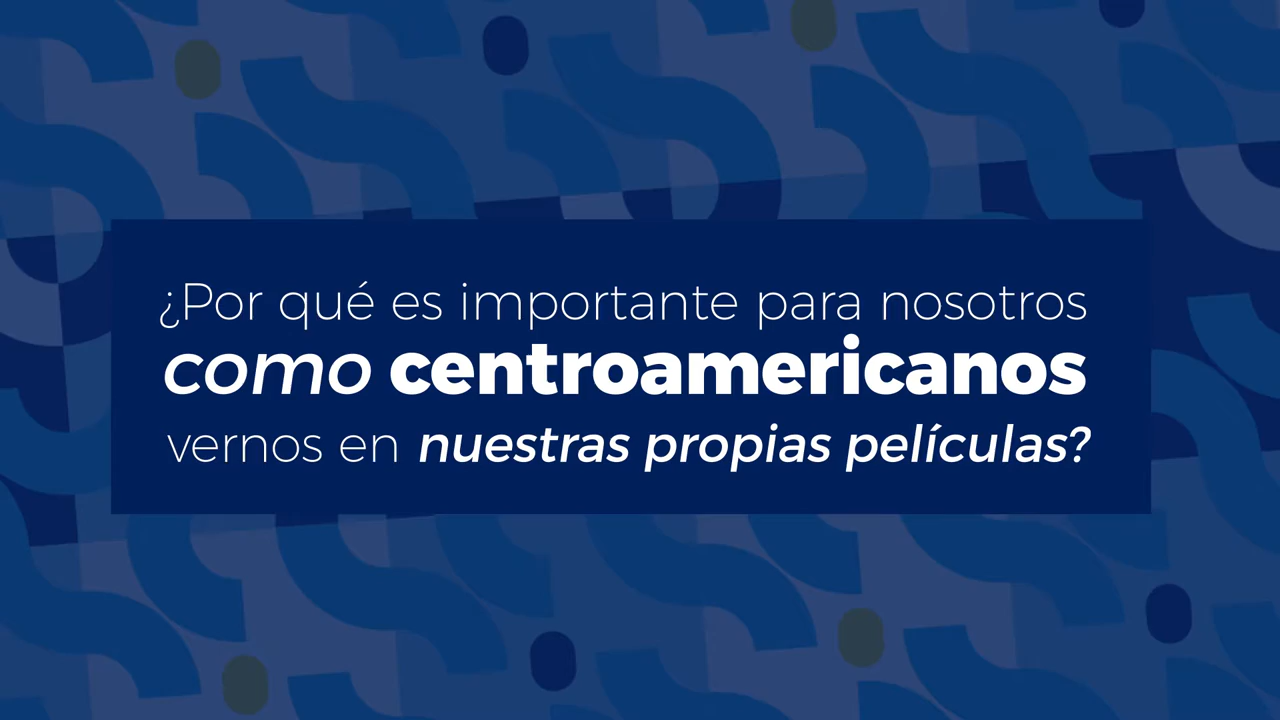 ¿Por qué es importante para nosotros
como centroamericanos
vernos en nuestras propias películas?